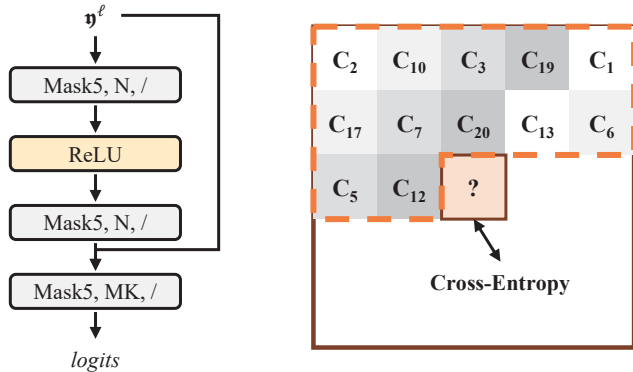 𝖞^ℓ
Mask5, N, /
ReLU
Mask5, N, /
Mask5, MK, /
logits
C₂ C₁₀ C₃ C₁₉ C₁
C₁₇ C₇ C₂₀ C₁₃ C₆
C₅ C₁₂ ?
Cross-Entropy